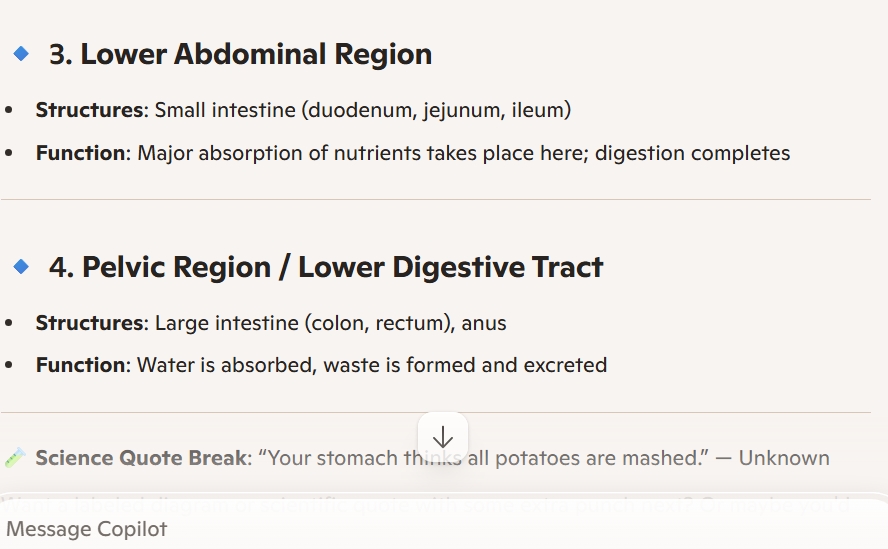 3. Lower Abdominal Region
Structures: Small intestine (duodenum, jejunum, ileum)
Function: Major absorption of nutrients takes place here; digestion completes
4. Pelvic Region / Lower Digestive Tract
Structures: Large intestine (colon, rectum), anus
Function: Water is absorbed, waste is formed and excreted
Science Quote Break: “Your stomach thinks all potatoes are mashed.” — Unknown
Message Copilot